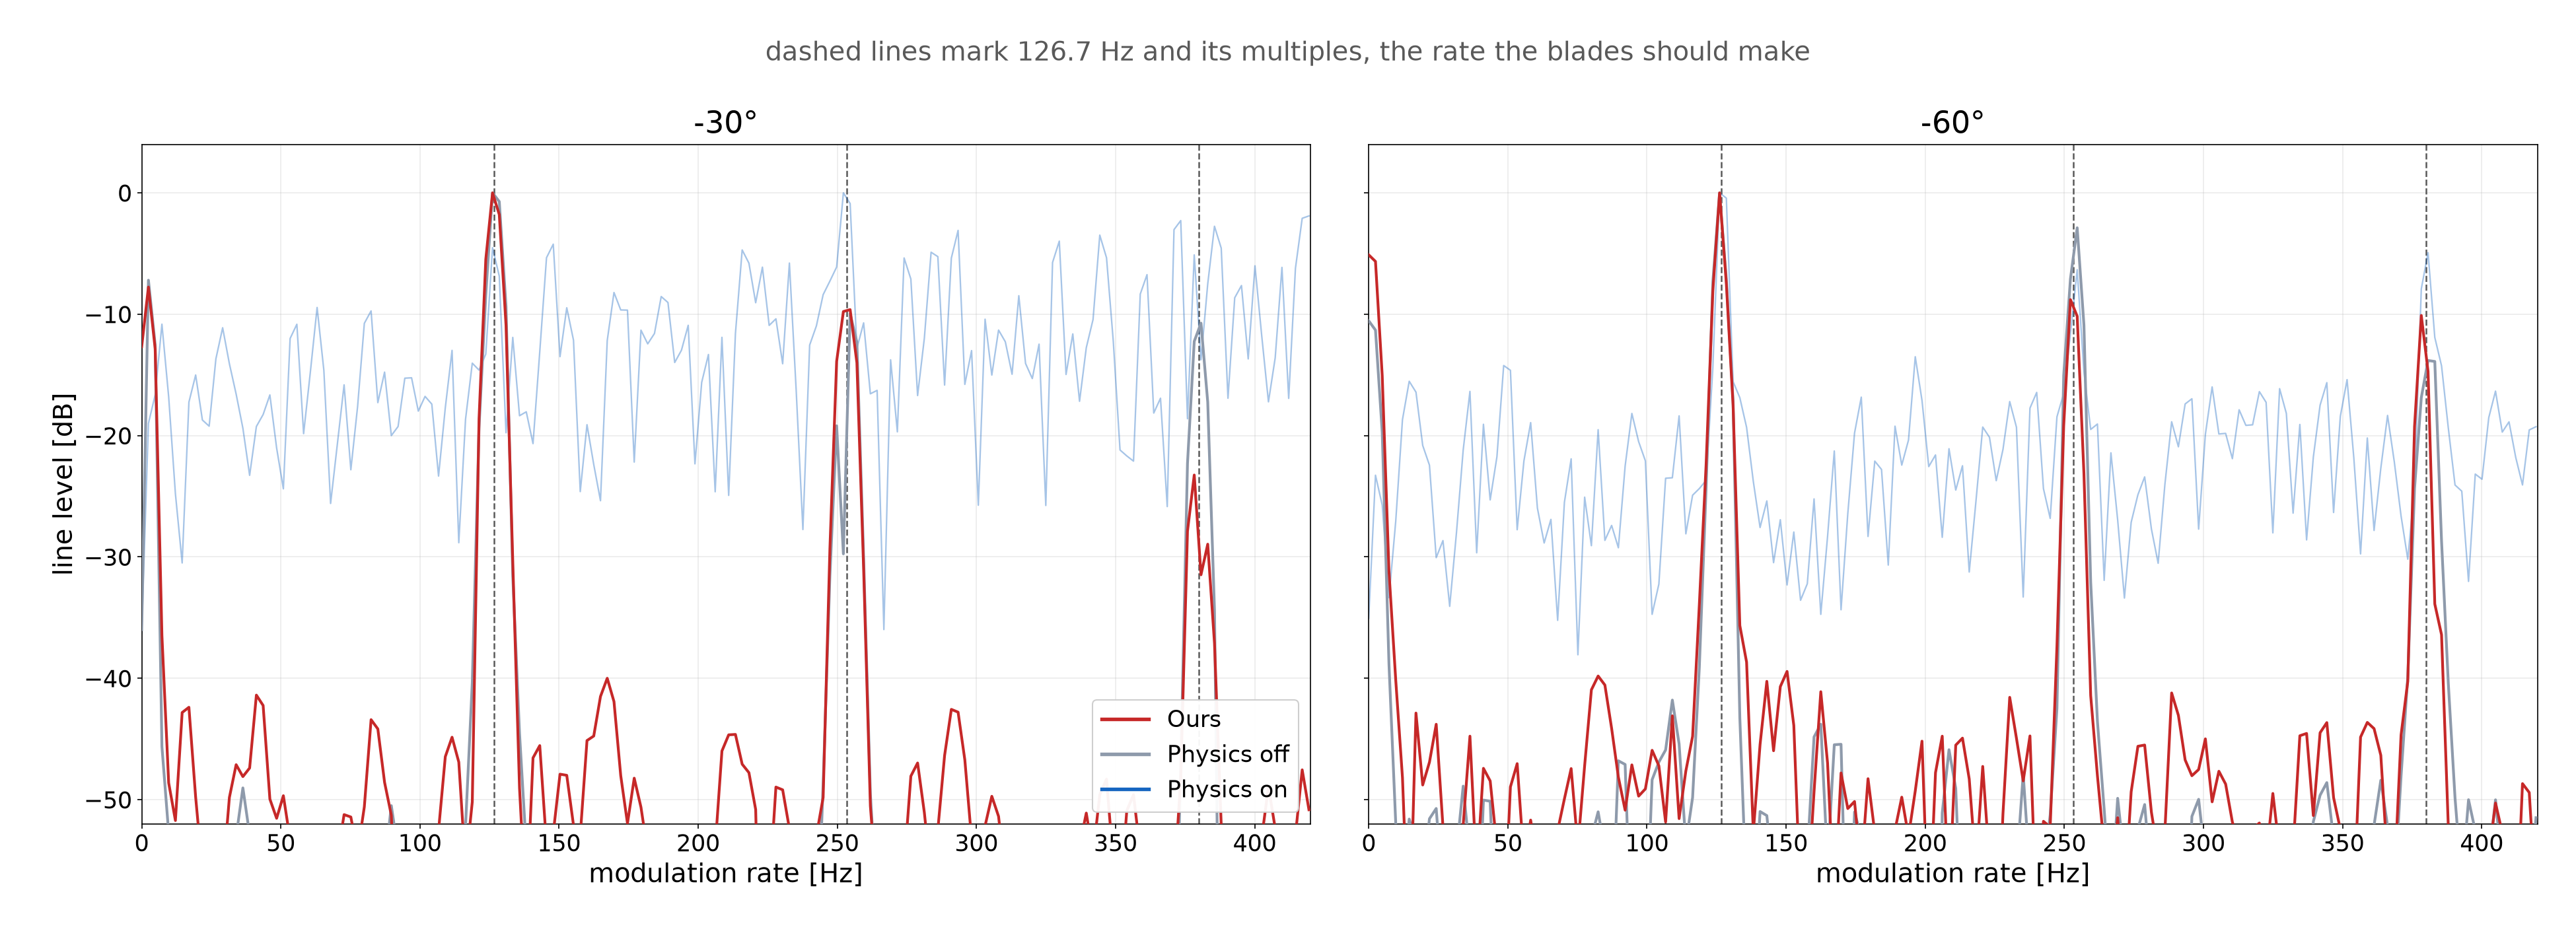 dashed lines mark 126.7 Hz and its multiples, the rate the blades should make
-30°
-60°
line level [dB]
0
−10
−20
−30
−40
−50
Ours
Physics off
Physics on
0 50 100 150 200 250 300 350 400
0 50 100 150 200 250 300 350 400
modulation rate [Hz]
modulation rate [Hz]